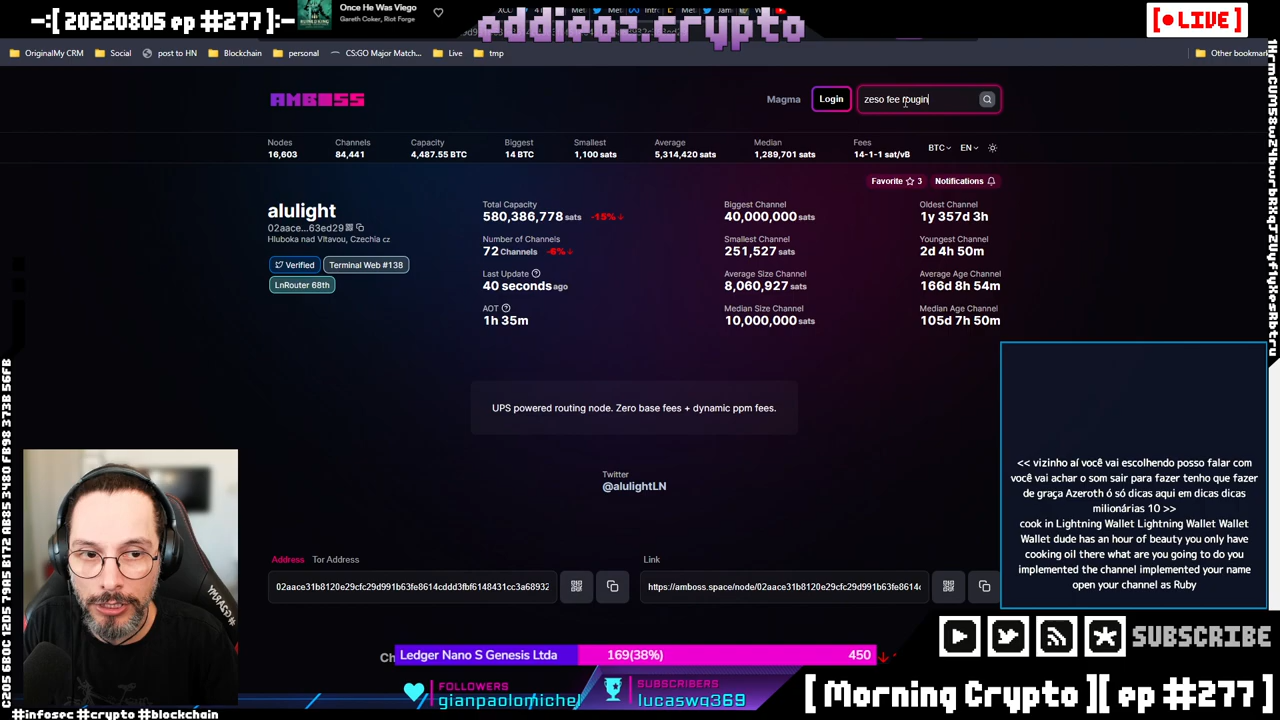 -:[ 20220805 ep #277 ]:-
Once He Was Viego
Gareth Coker, Riot Forge
eddieoz.crypto
[● LIVE]
OriginalMy CRM
Social
post to HN
Blockchain
personal
CS:GO Major Match...
Live
tmp
Other bookmar
AMBOSS
Magma
Login
zeso fee rougin
Nodes
16,603
Channels
84,441
Capacity
4,487.55 BTC
Biggest
14 BTC
Smallest
1,100 sats
Average
5,314,420 sats
Median
1,289,701 sats
Fees
14-1-1 sat/vB
BTC
EN
Favorite ☆ 3
Notifications
alulight
02aace...63ed29
Hluboka nad Vltavou, Czechia cz
Verified
Terminal Web #138
LnRouter 68th
Total Capacity
580,386,778 sats -15% ↓
Number of Channels
72 Channels -6% ↓
Last Update
40 seconds ago
AOT
1h 35m
Biggest Channel
40,000,000 sats
Smallest Channel
251,527 sats
Average Size Channel
8,060,927 sats
Median Size Channel
10,000,000 sats
Oldest Channel
1y 357d 3h
Youngest Channel
2d 4h 50m
Average Age Channel
166d 8h 54m
Median Age Channel
105d 7h 50m
UPS powered routing node. Zero base fees + dynamic ppm fees.
Twitter
@alulightLN
Address
Tor Address
02aace31b8120e29cfc29d991b63fe8614cddd3fbf6148431cc3a68932
Link
https://amboss.space/node/02aace31b8120e29cfc29d991b63fe8614c
<< vizinho aí você vai escolhendo posso falar com
você vai achar o som sair para fazer tenho que fazer
de graça Azeroth ó só dicas aqui em dicas dicas
milionárias 10 >>
cook in Lightning Wallet Lightning Wallet Wallet
Wallet dude has an hour of beauty you only have
cooking oil there what are you going to do you
implemented the channel implemented your name
open your channel as Ruby
Ch
Ledger Nano S Genesis Ltda
169(38%)
450
FOLLOWERS
gianpaolomichel
SUBSCRIBERS
lucaswq369
SUBSCRIBE
[ Morning Crypto ][ ep #277 ]
#infosec #crypto #blockchain